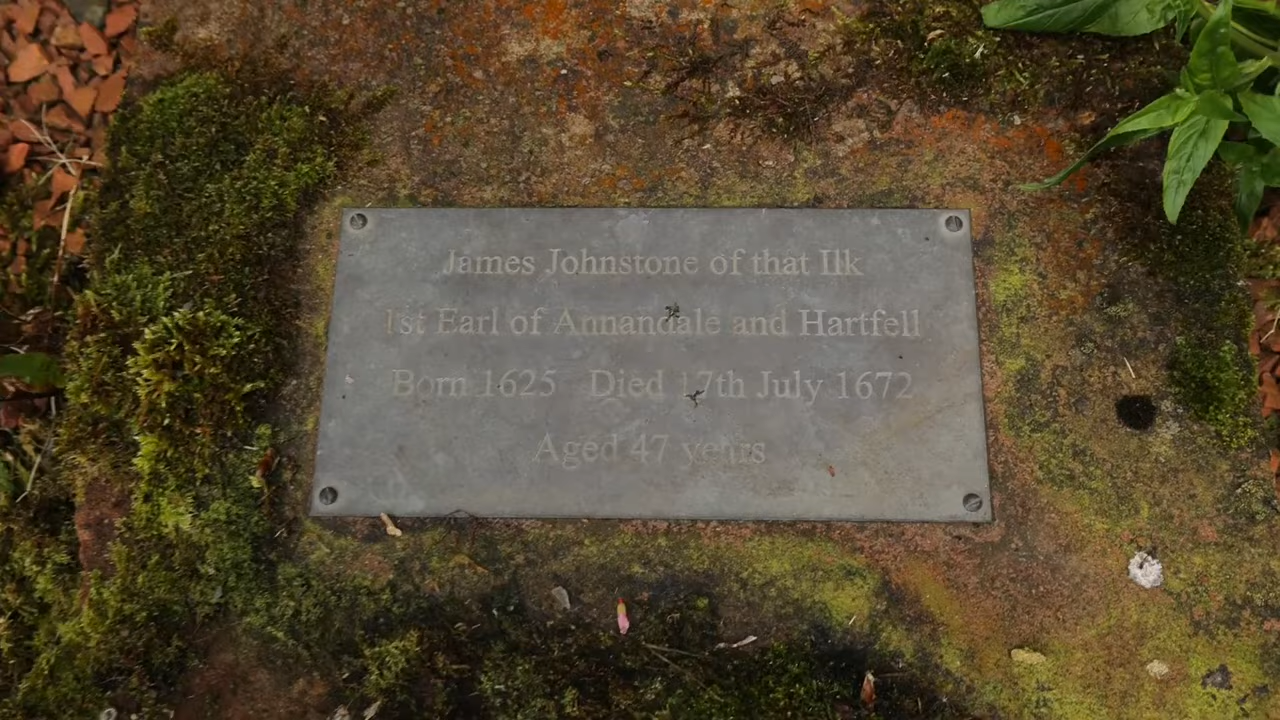 James Johnstone of that Ilk
1st Earl of Annandale and Hartfell
Born 1625 Died 17th July 1672
Aged 47 years